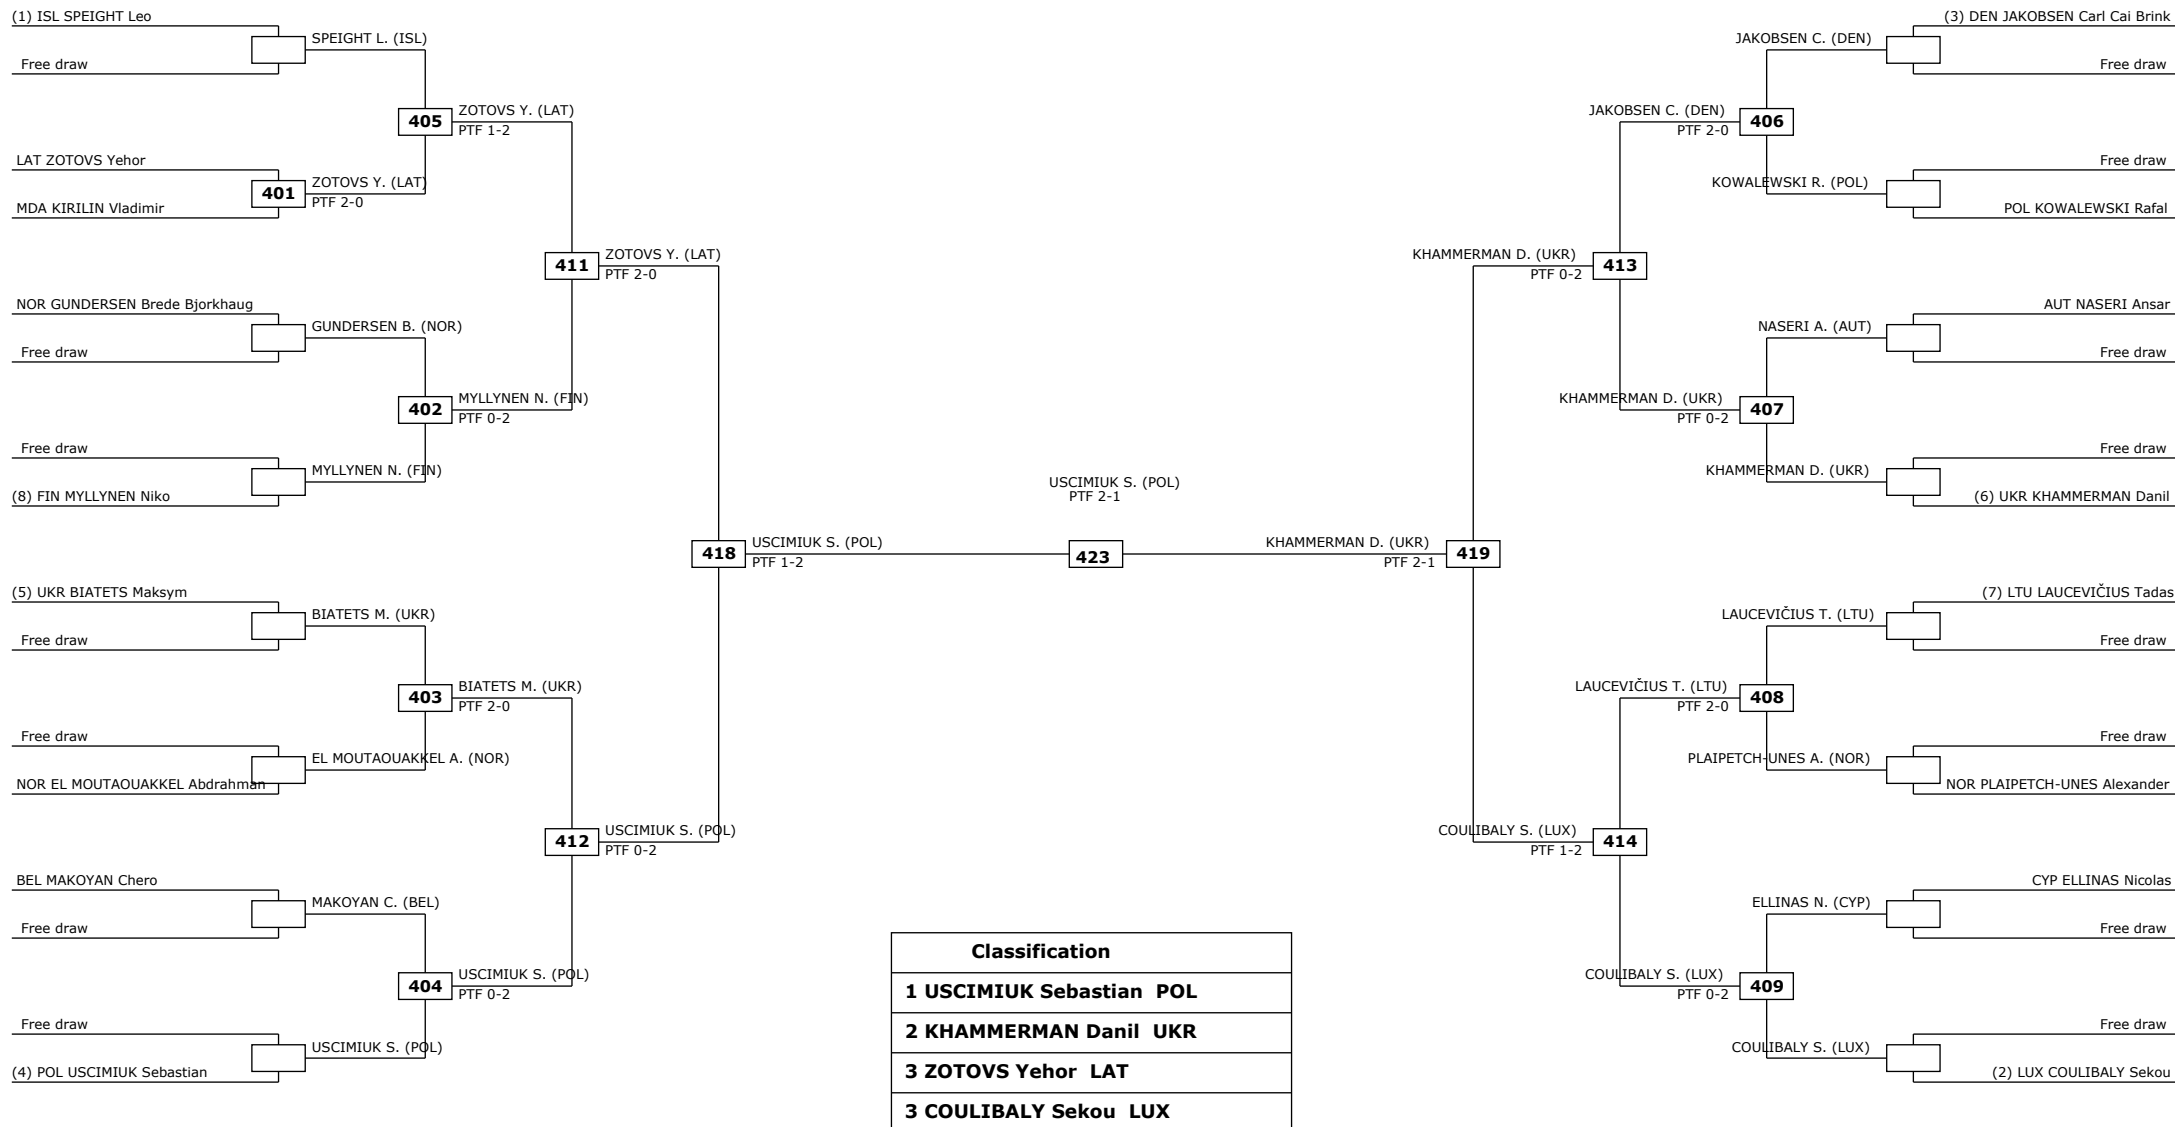 (1) ISL SPEIGHT Leo
SPEIGHT L. (ISL)
Free draw
405
ZOTOVS Y. (LAT)
PTF 1-2
LAT ZOTOVS Yehor
401
ZOTOVS Y. (LAT)
PTF 2-0
MDA KIRILIN Vladimir
411
ZOTOVS Y. (LAT)
PTF 2-0
NOR GUNDERSEN Brede Bjorkhaug
GUNDERSEN B. (NOR)
Free draw
402
MYLLYNEN N. (FIN)
PTF 0-2
Free draw
MYLLYNEN N. (FIN)
(8) FIN MYLLYNEN Niko
418
USCIMIUK S. (POL)
PTF 1-2
(5) UKR BIATETS Maksym
BIATETS M. (UKR)
Free draw
403
BIATETS M. (UKR)
PTF 2-0
Free draw
EL MOUTAOUAKKEL A. (NOR)
NOR EL MOUTAOUAKKEL Abdrahman
412
USCIMIUK S. (POL)
PTF 0-2
BEL MAKOYAN Chero
MAKOYAN C. (BEL)
Free draw
404
USCIMIUK S. (POL)
PTF 0-2
Free draw
USCIMIUK S. (POL)
(4) POL USCIMIUK Sebastian
USCIMIUK S. (POL)
PTF 2-1
423
(3) DEN JAKOBSEN Carl Cai Brink
JAKOBSEN C. (DEN)
Free draw
JAKOBSEN C. (DEN)
PTF 2-0
406
Free draw
KOWALEWSKI R. (POL)
POL KOWALEWSKI Rafal
KHAMMERMAN D. (UKR)
PTF 0-2
413
AUT NASERI Ansar
NASERI A. (AUT)
Free draw
KHAMMERMAN D. (UKR)
PTF 0-2
407
Free draw
KHAMMERMAN D. (UKR)
(6) UKR KHAMMERMAN Danil
KHAMMERMAN D. (UKR)
PTF 2-1
419
(7) LTU LAUCEVIČIUS Tadas
LAUCEVIČIUS T. (LTU)
Free draw
LAUCEVIČIUS T. (LTU)
PTF 2-0
408
Free draw
PLAIPETCH-UNES A. (NOR)
NOR PLAIPETCH-UNES Alexander
COULIBALY S. (LUX)
PTF 1-2
414
CYP ELLINAS Nicolas
ELLINAS N. (CYP)
Free draw
COULIBALY S. (LUX)
PTF 0-2
409
Free draw
COULIBALY S. (LUX)
(2) LUX COULIBALY Sekou
Classification
1 USCIMIUK Sebastian POL
2 KHAMMERMAN Danil UKR
3 ZOTOVS Yehor LAT
3 COULIBALY Sekou LUX